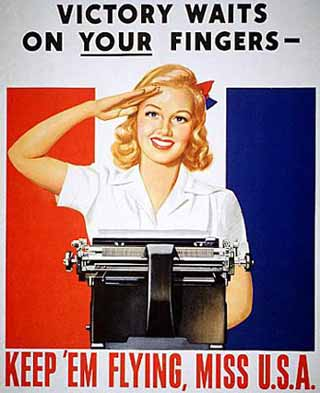 VICTORY WAITS
ON YOUR FINGERS—
KEEP 'EM FLYING, MISS U.S.A.